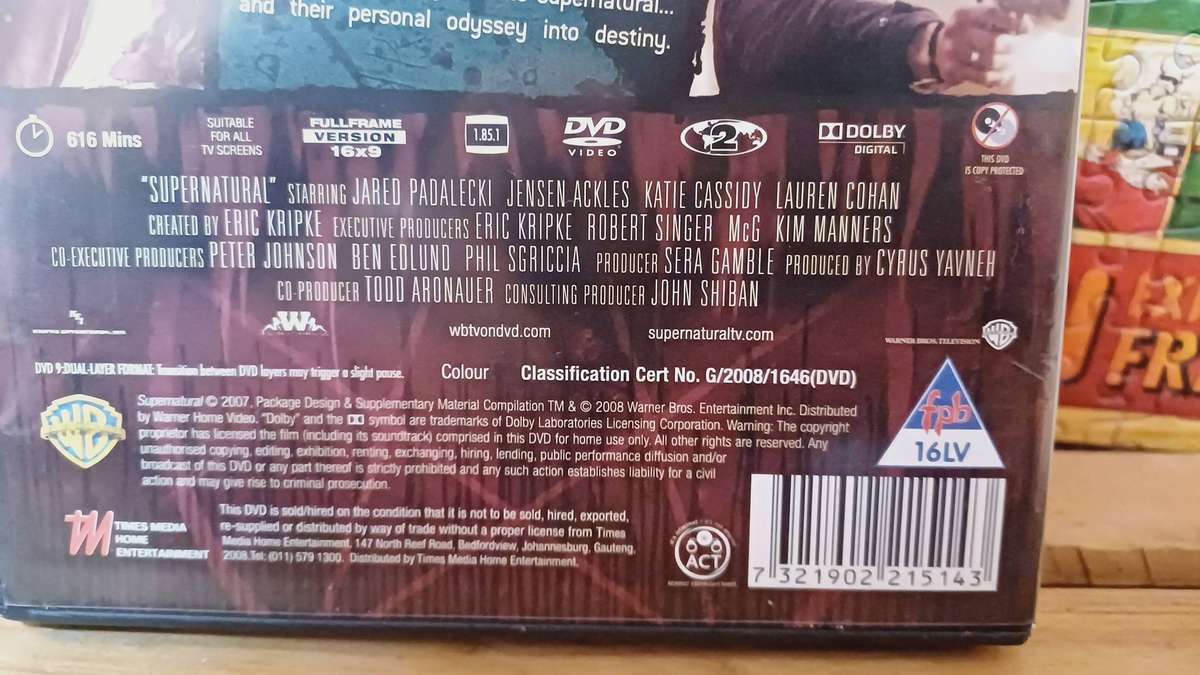 and their personal odyssey into destiny.
616 Mins
SUITABLE
FOR ALL
TV SCREENS
FULLFRAME
VERSION
16x9
1.85.1
DVD
VIDEO
2
DOLBY
DIGITAL
THIS DVD
IS COPY PROTECTED
"SUPERNATURAL" STARRING JARED PADALECKI JENSEN ACKLES KATIE CASSIDY LAUREN COHAN
CREATED BY ERIC KRIPKE EXECUTIVE PRODUCERS ERIC KRIPKE ROBERT SINGER McG KIM MANNERS
CO-EXECUTIVE PRODUCERS PETER JOHNSON BEN EDLUND PHIL SGRICCIA PRODUCER SERA GAMBLE PRODUCED BY CYRUS YAVNEH
CO-PRODUCER TODD ARONAUER CONSULTING PRODUCER JOHN SHIBAN
W
wbtvondvd.com
supernaturaltv.com
WARNER BROS. TELEVISION
DVD 9:DUAL-LAYER FORMAT: Transition between DVD layers may trigger a slight pause.
Colour
Classification Cert No. G/2008/1646(DVD)
Supernatural © 2007. Package Design & Supplementary Material Compilation TM & © 2008 Warner Bros. Entertainment Inc. Distributed
by Warner Home Video. "Dolby" and the symbol are trademarks of Dolby Laboratories Licensing Corporation. Warning: The copyright
proprietor has licensed the film (including its soundtrack) comprised in this DVD for home use only. All other rights are reserved. Any
unauthorised copying, editing, exhibition, renting, exchanging, hiring, lending, public performance diffusion and/or
broadcast of this DVD or any part thereof is strictly prohibited and any such action establishes liability for a civil
action and may give rise to criminal prosecution.
WB
fpb
16LV
TM TIMES MEDIA
HOME
ENTERTAINMENT
This DVD is sold/hired on the condition that it is not to be sold, hired, exported,
re-supplied or distributed by way of trade without a proper license from Times
Media Home Entertainment, 147 North Reef Road, Bedfordview, Johannesburg, Gauteng,
2008.Tel: (011) 579 1300. Distributed by Times Media Home Entertainment.
ACT
7 321902 215143
FR